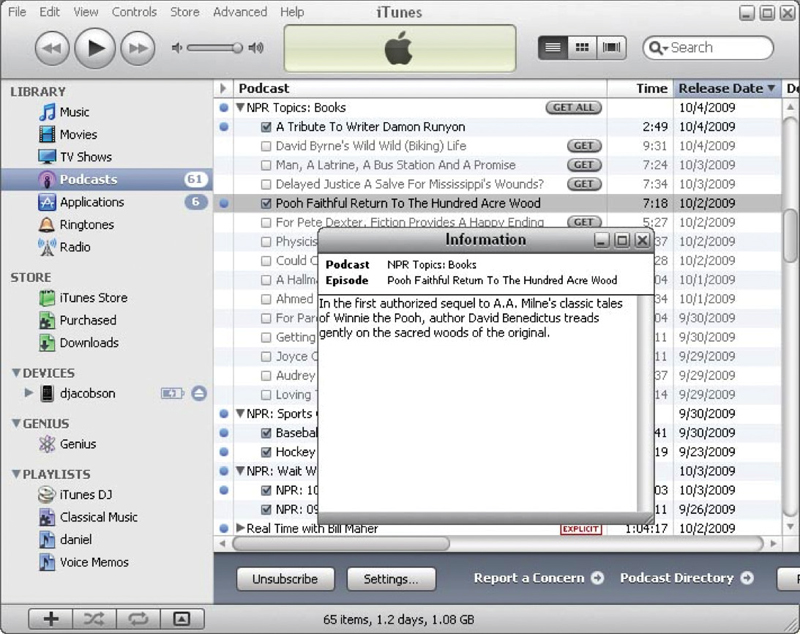 File Edit View Controls Store Advanced Help iTunes
Search
LIBRARY
Music
Movies
TV Shows
Podcasts 61
Applications 6
Ringtones
Radio
STORE
iTunes Store
Purchased
Downloads
DEVICES
djacobson
GENIUS
Genius
PLAYLISTS
iTunes DJ
Classical Music
daniel
Voice Memos
Podcast Time Release Date De
NPR Topics: Books GET ALL 10/4/2009
A Tribute To Writer Damon Runyon 2:49 10/4/2009
David Byrne's Wild Wild (Biking) Life GET 9:31 10/4/2009
Man, A Latrine, A Bus Station And A Promise GET 7:24 10/3/2009
Delayed Justice A Salve For Mississippi's Wounds? GET 7:34 10/3/2009
Pooh Faithful Return To The Hundred Acre Wood 7:18 10/2/2009
For Pete Dexter, Fiction Provides A Happy Ending GET 5:27 10/2/2009
Physicis 37 10/2/2009
Could C 28 10/2/2009
A Hallma 04 10/1/2009
Ahmed 10/1/2009
For Par 9/30/2009
Getting 11 9/30/2009
Joyce C 11 9/29/2009
Audrey 37 9/29/2009
Loving 14 9/29/2009
NPR: Sports 9/30/2009
Basebal 41 9/30/2009
Hockey 19 9/23/2009
NPR: Wait W 10/3/2009
NPR: 10 03 10/3/2009
NPR: 09 11 9/26/2009
Real Time with Bill Maher EXPLICIT 1:04:17 10/2/2009
Information
Podcast NPR Topics: Books
Episode Pooh Faithful Return To The Hundred Acre Wood
In the first authorized sequel to A.A. Milne's classic tales
of Winnie the Pooh, author David Benedictus treads
gently on the sacred woods of the original.
Unsubscribe Settings... Report a Concern Podcast Directory
65 items, 1.2 days, 1.08 GB